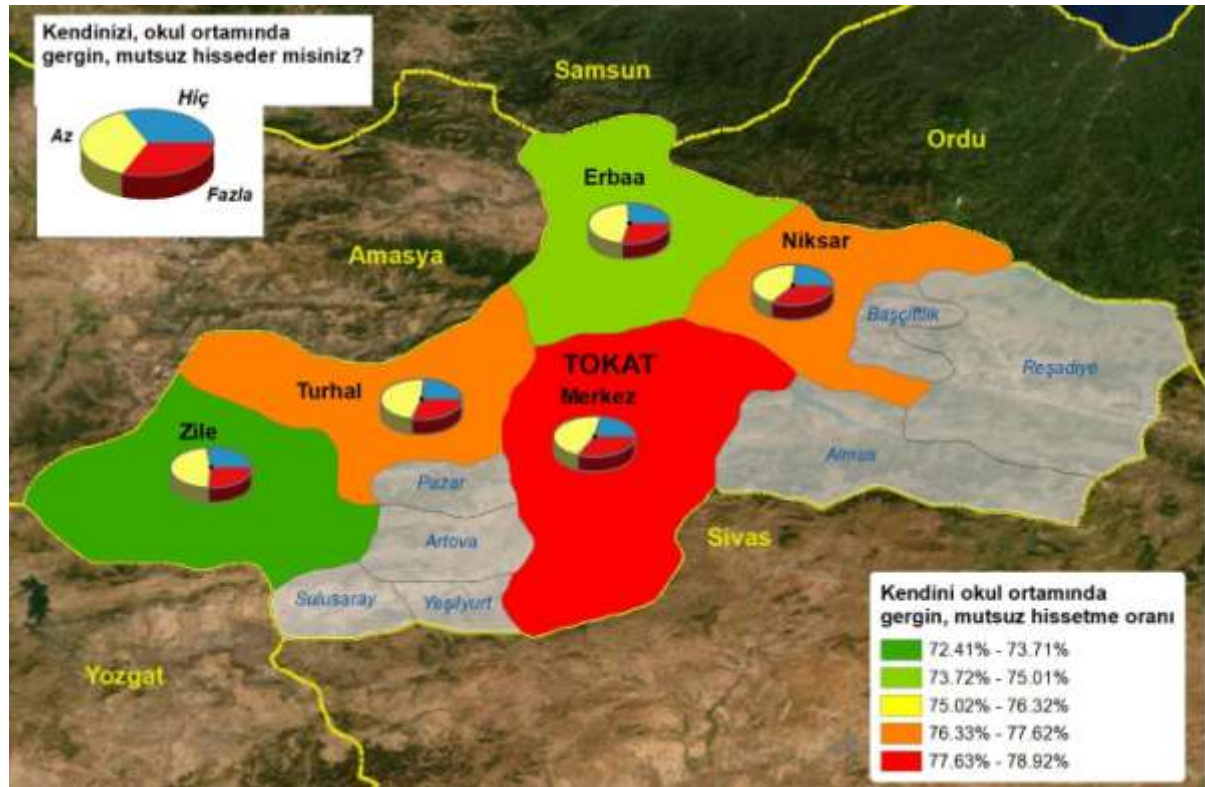 Kendinizi, okul ortamında
gergin, mutsuz hisseder misiniz?
Hiç
Az
Fazla
Samsun
Ordu
Erbaa
Niksar
Amasya
Başçiftlik
Reşadiye
TOKAT
Merkez
Turhal
Zile
Almus
Pazar
Artova
Sivas
Sulusaray
Yeşilyurt
Yozgat
Kendini okul ortamında
gergin, mutsuz hissetme oranı
72.41% - 73.71%
73.72% - 75.01%
75.02% - 76.32%
76.33% - 77.62%
77.63% - 78.92%